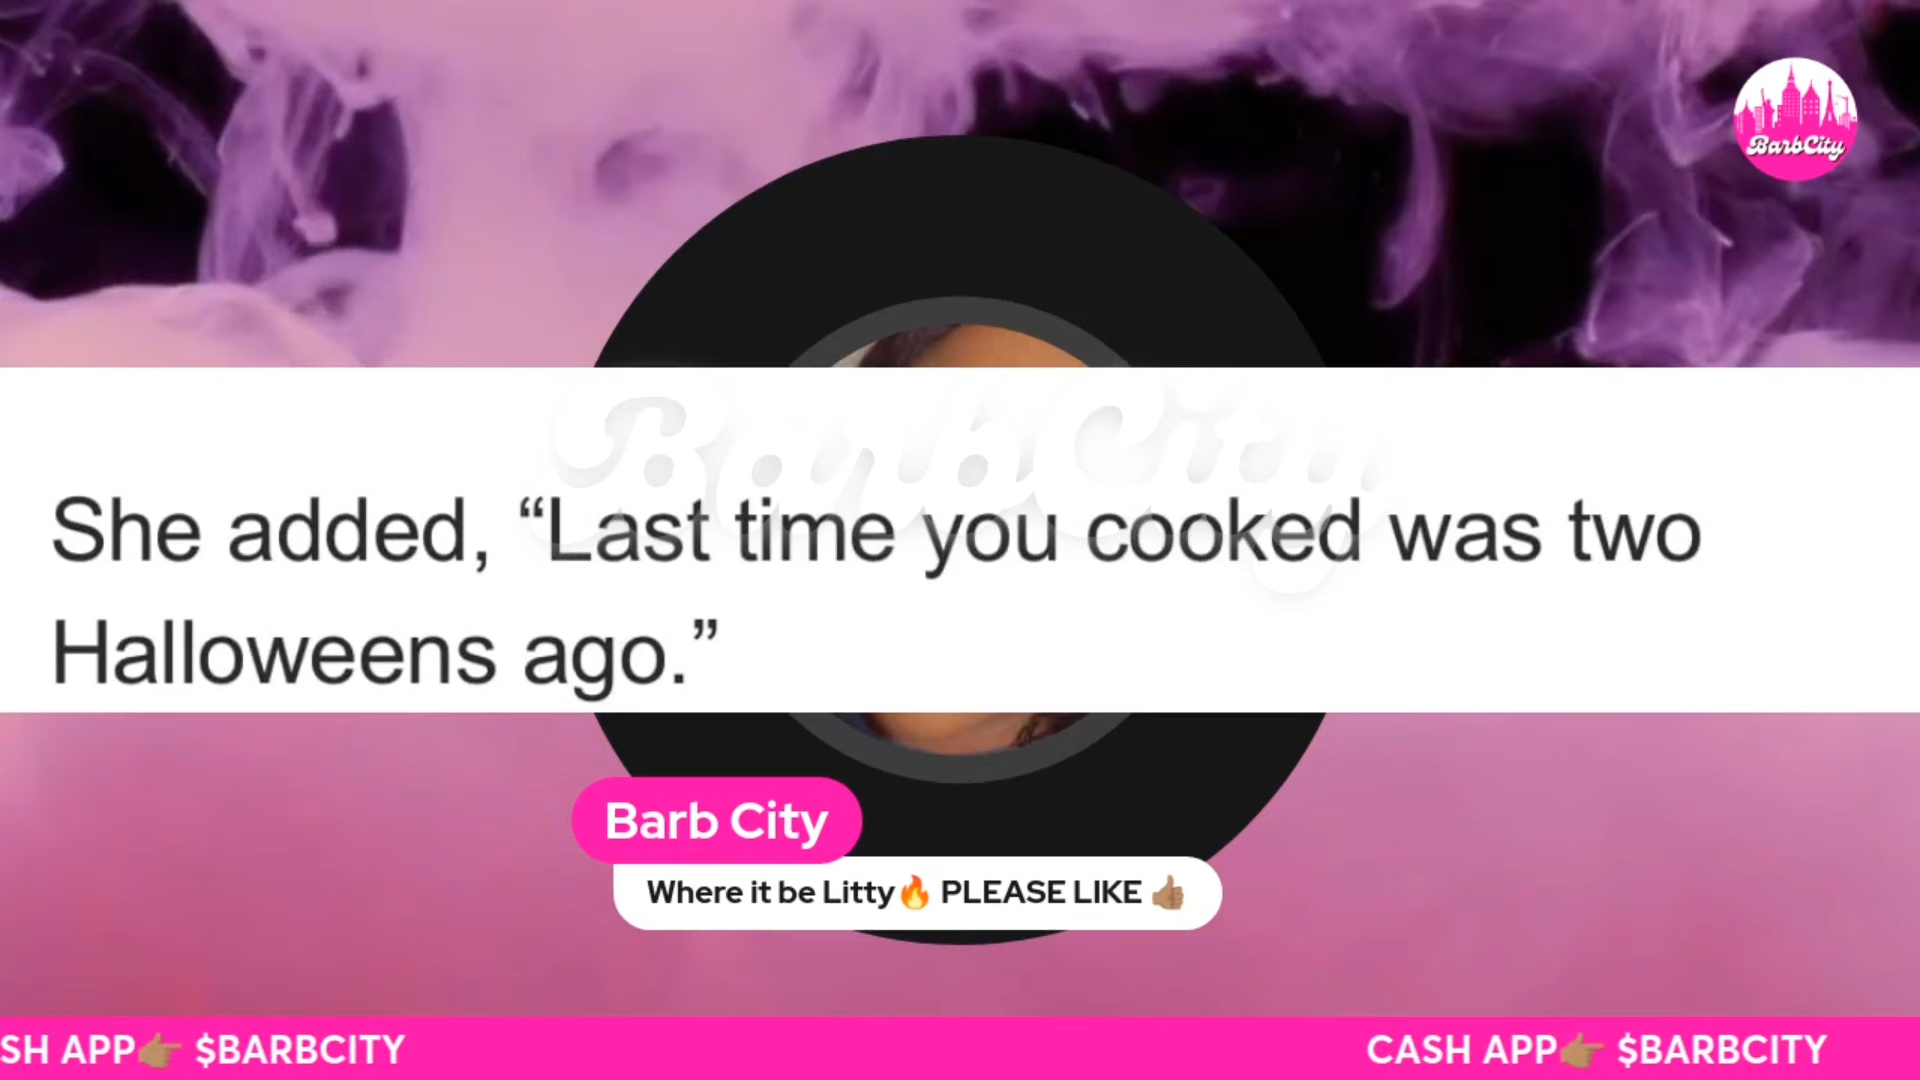 BarbCity
BarbCity
She added, “Last time you cooked was two
Halloweens ago.”
Barb City
Where it be Litty🔥 PLEASE LIKE 👍🏽
SH APP👉🏽 $BARBCITY
CASH APP👉🏽 $BARBCITY